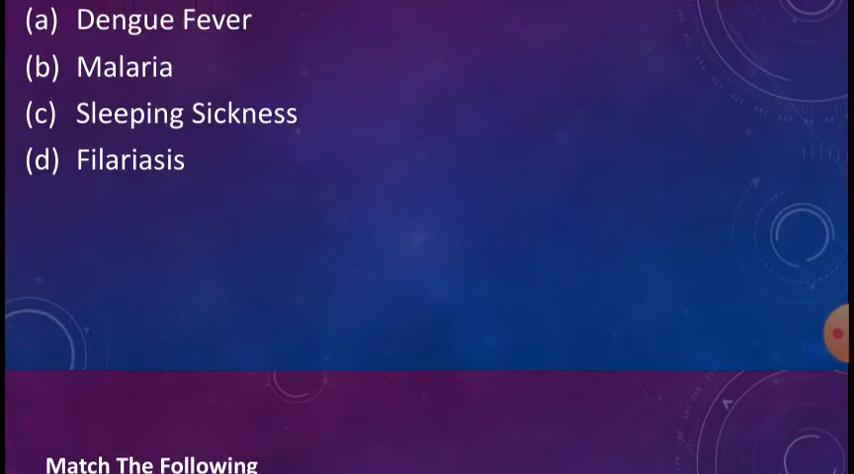 (a) Dengue Fever
(b) Malaria
(c) Sleeping Sickness
(d) Filariasis
Match The Following